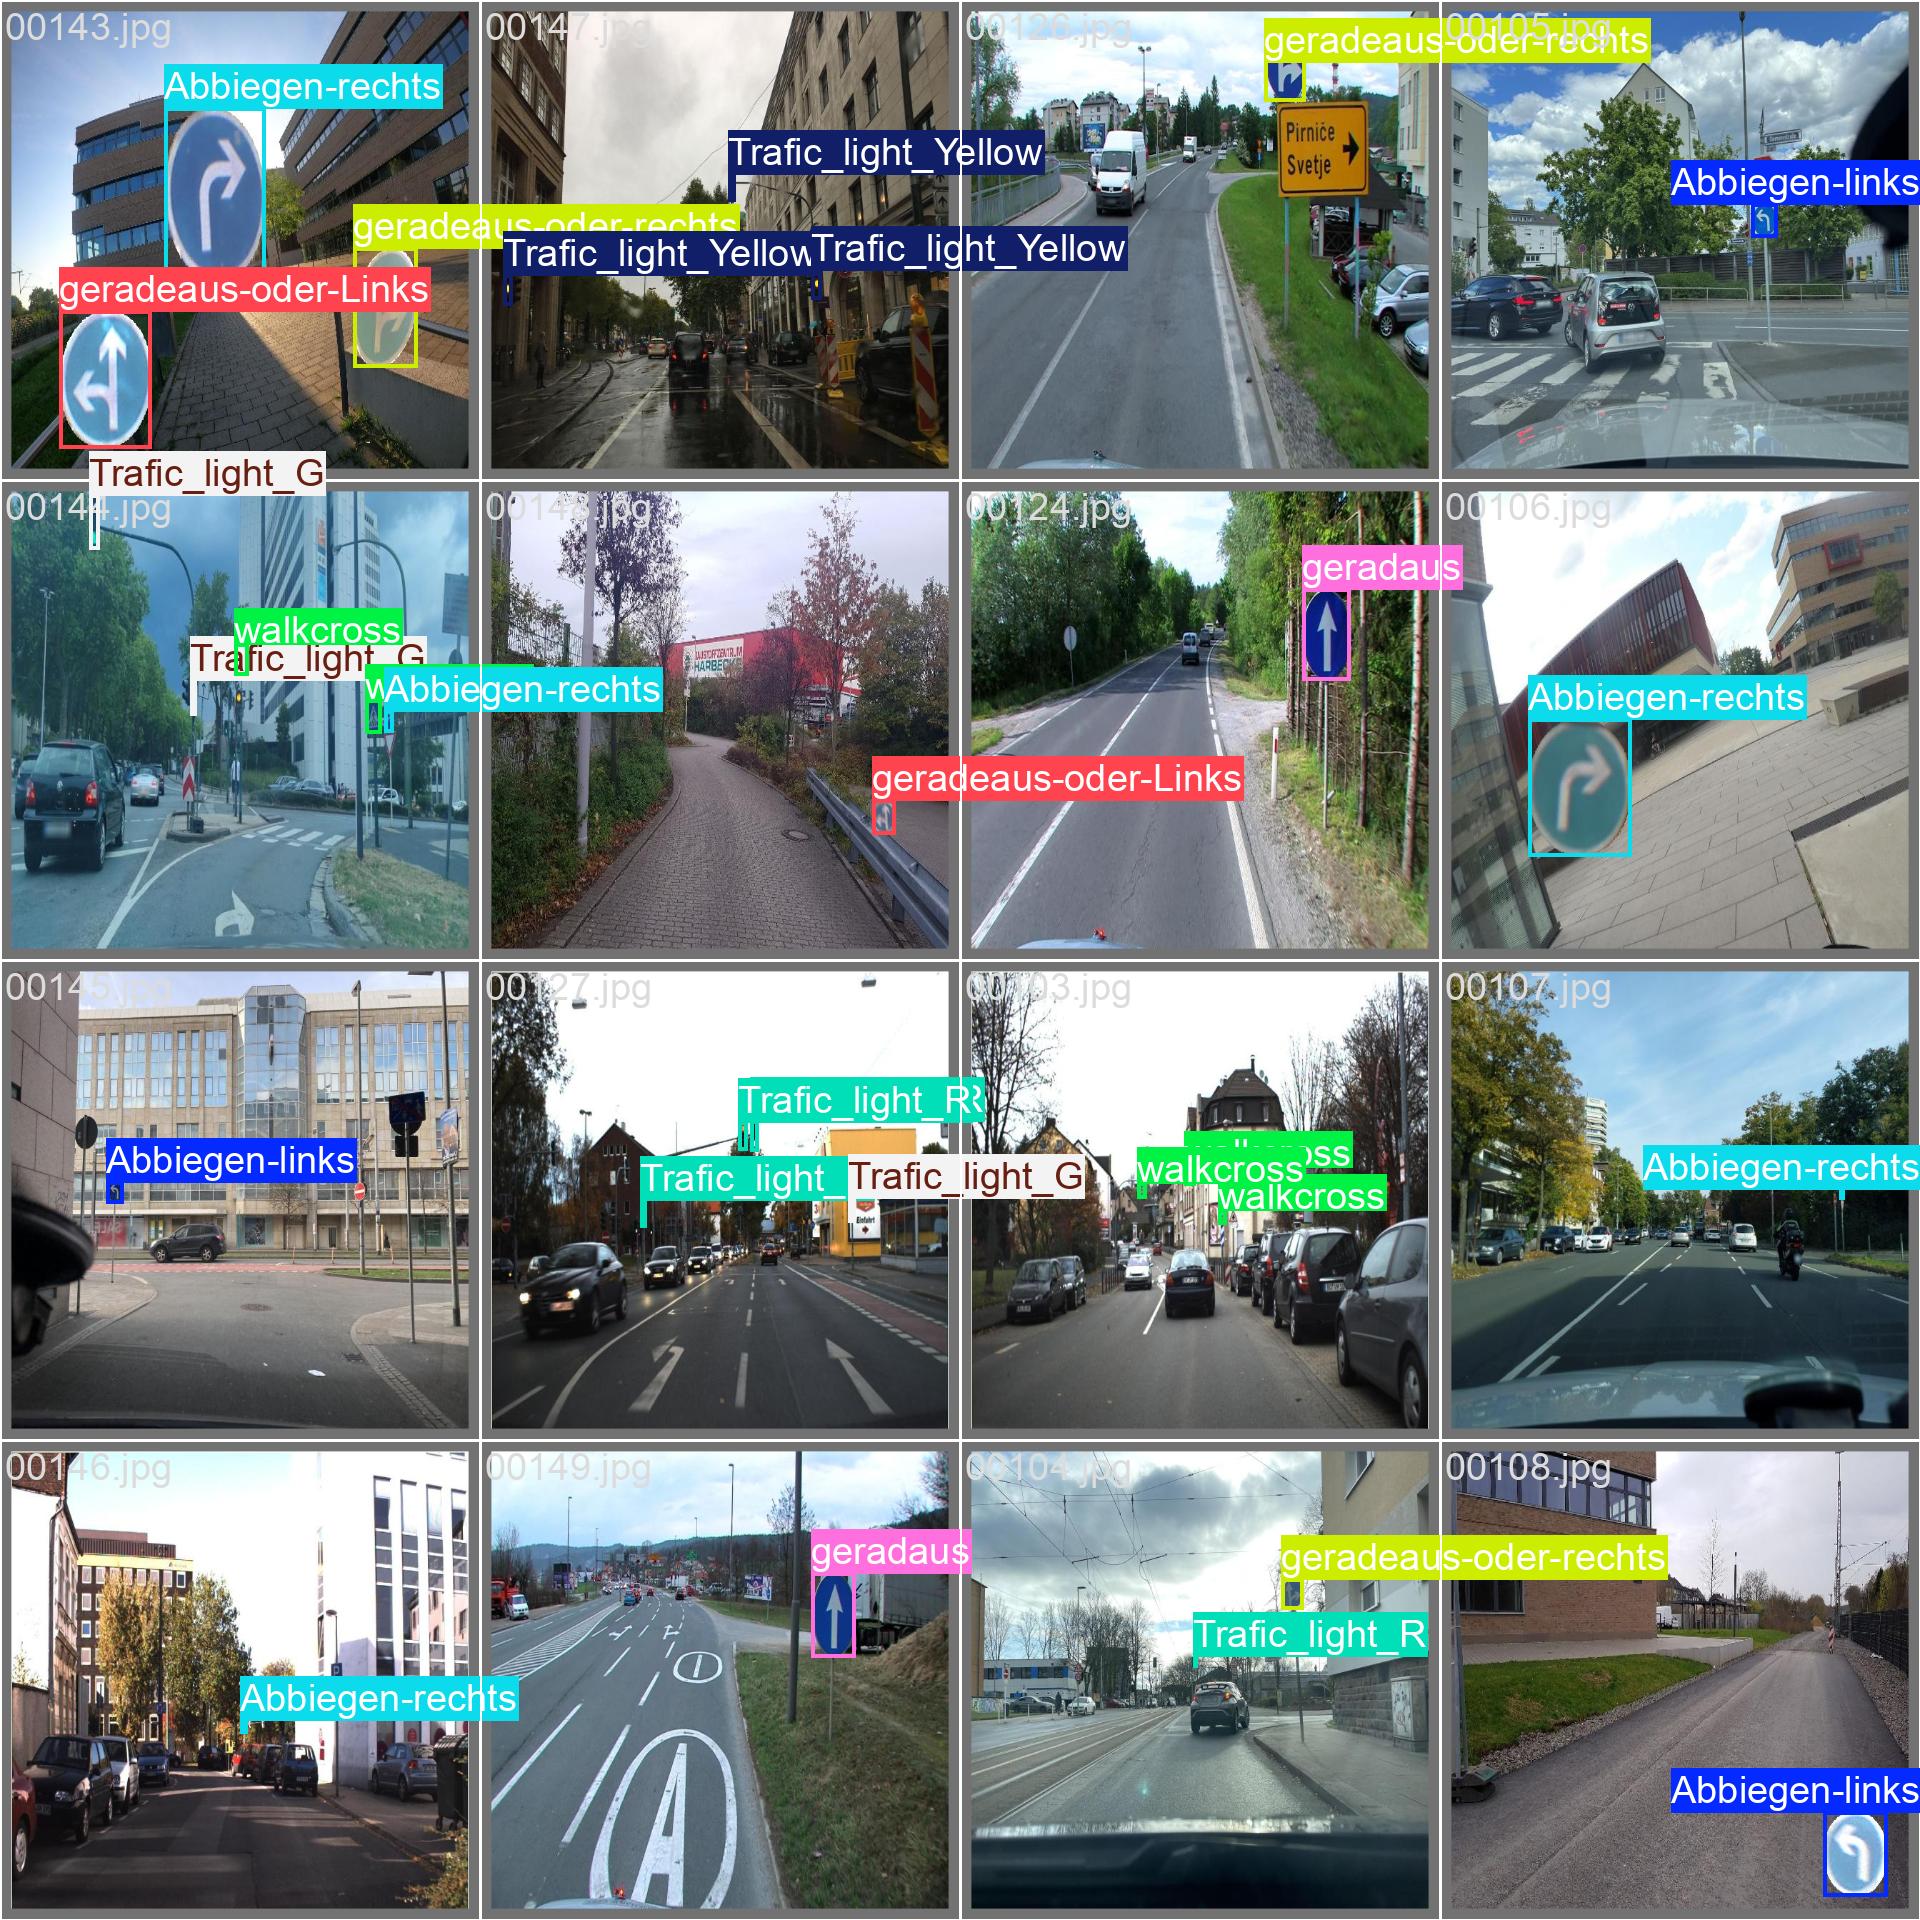 00143.jpg
Abbiegen-rechts
geradeaus-oder-rechts
geradeaus-oder-Links
00147.jpg
Trafic_light_Yellow
Trafic_light_Yellow
Trafic_light_Yellow
00126.jpg
geradeaus-oder-rechts
Pirniče
Svetje
00105.jpg
Abbiegen-links
00144.jpg
Trafic_light_G
walkcross
Trafic_light_G
Abbiegen-rechts
00148.jpg
HARBECKE
geradeaus-oder-Links
00124.jpg
geradaus
00106.jpg
Abbiegen-rechts
00145.jpg
Abbiegen-links
00127.jpg
Trafic_light_R
Trafic_light_
Trafic_light_G
Einfahrt
00103.jpg
walkcross
walkcross
00107.jpg
Abbiegen-rechts
00146.jpg
Abbiegen-rechts
00149.jpg
geradaus
A
00104.jpg
geradeaus-oder-rechts
Trafic_light_R
00108.jpg
Abbiegen-links